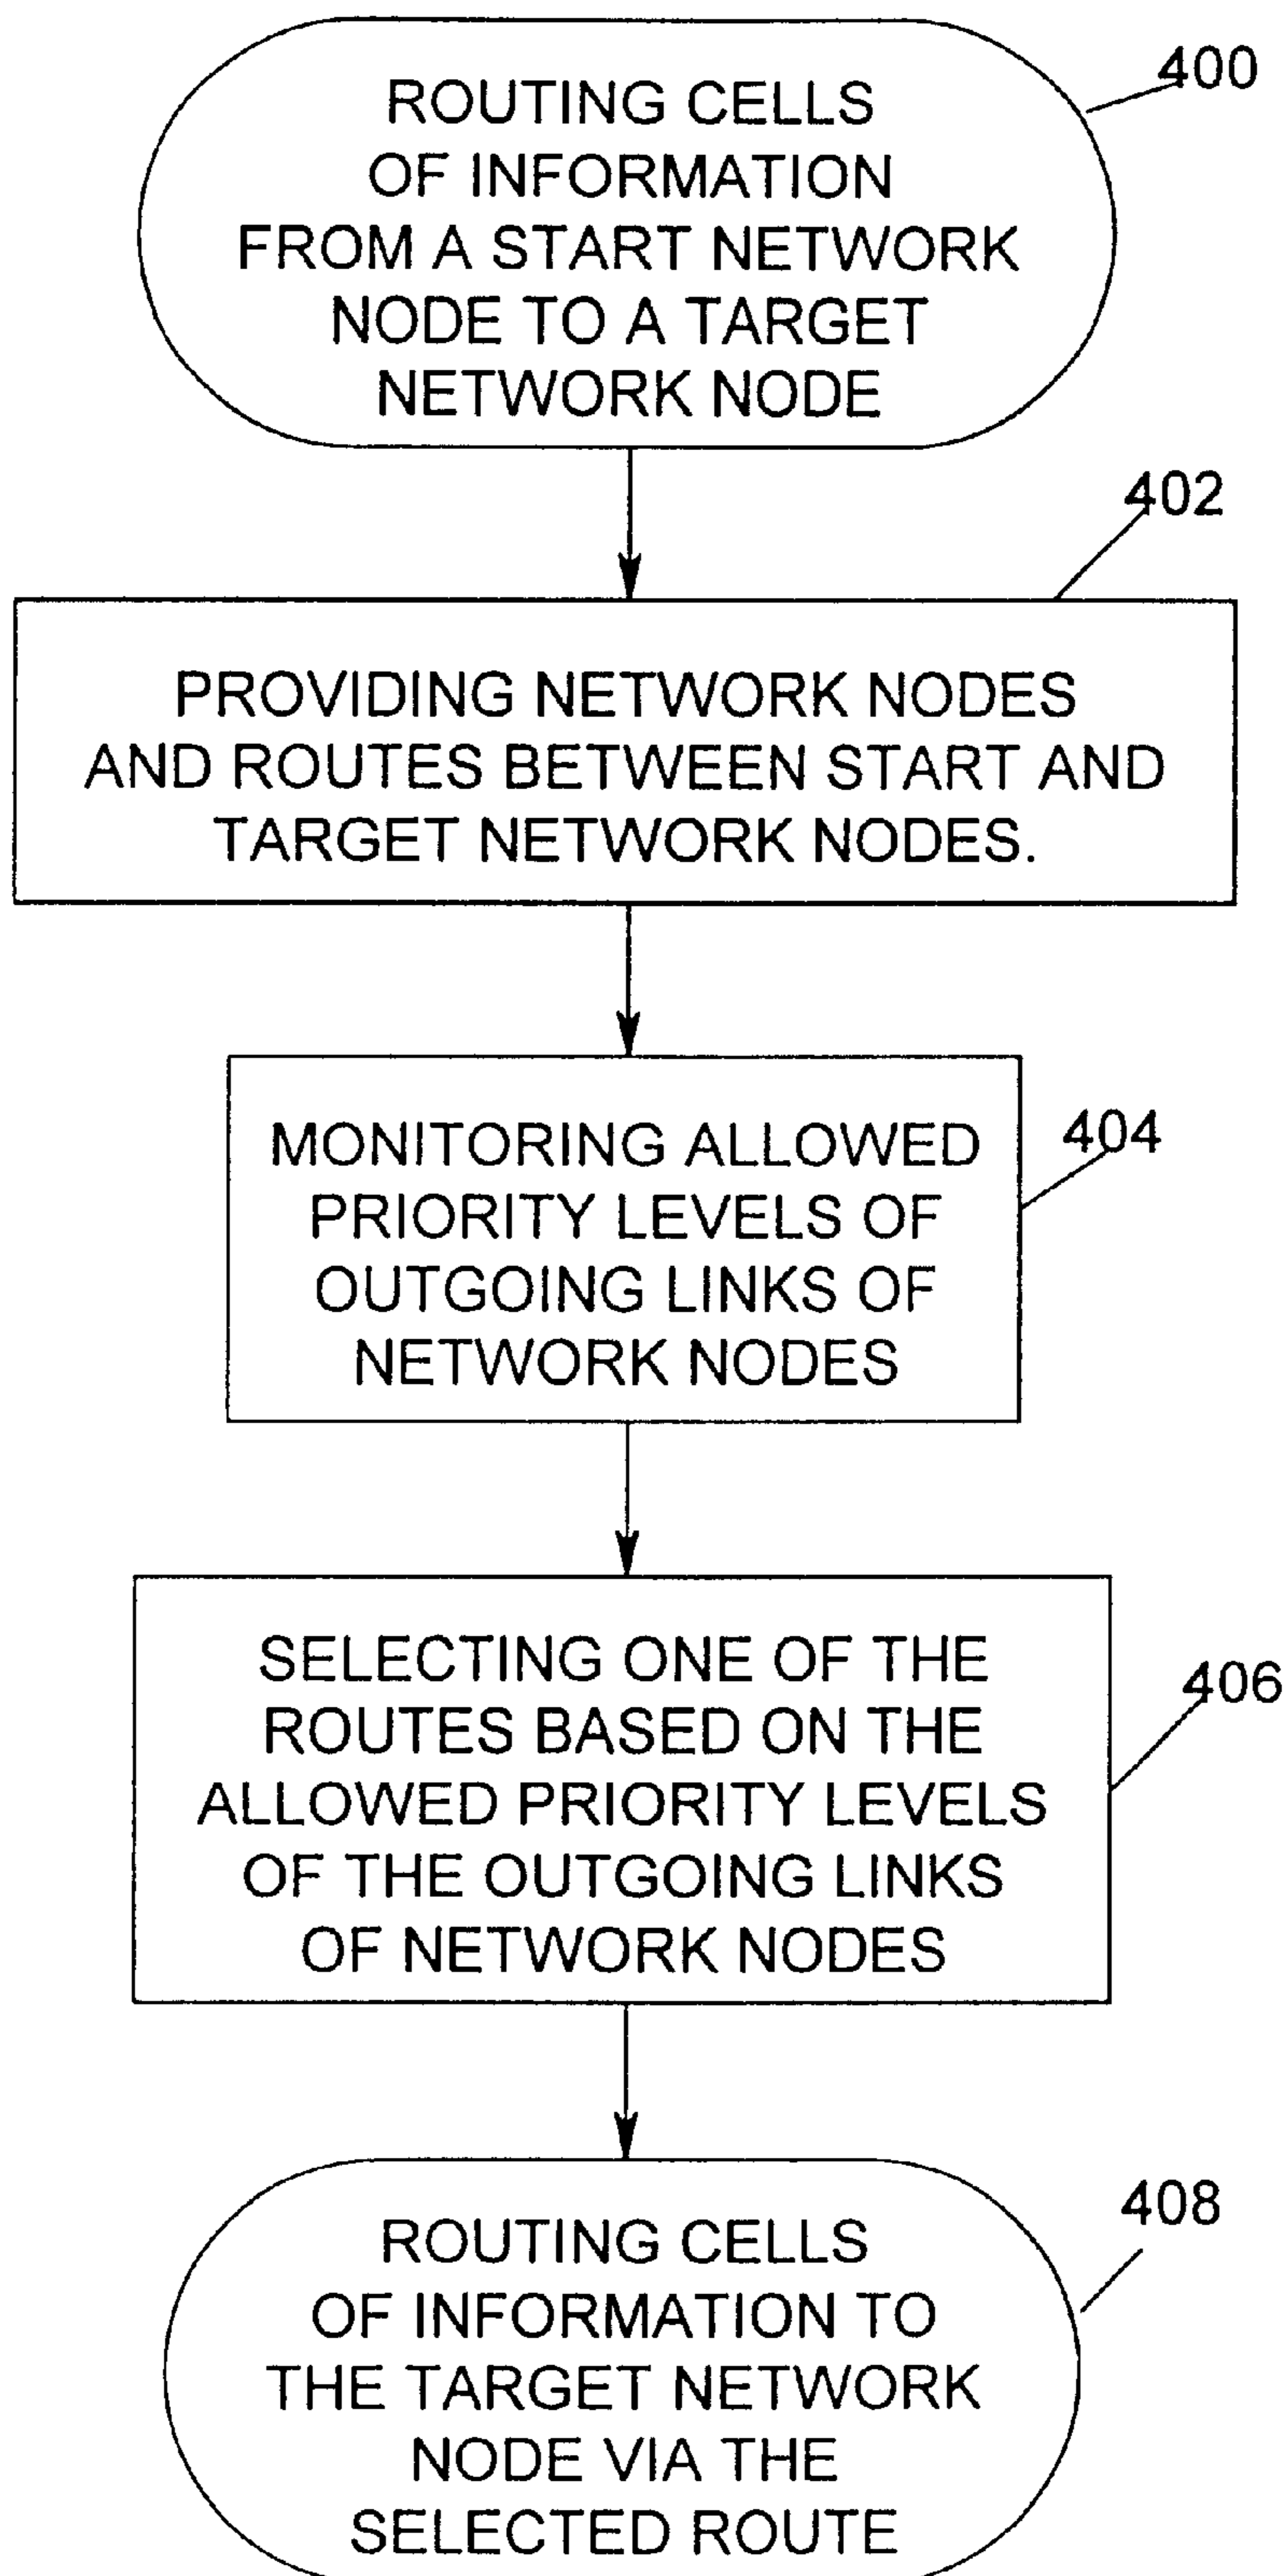 400
ROUTING CELLS
OF INFORMATION
FROM A START NETWORK
NODE TO A TARGET
NETWORK NODE
402
PROVIDING NETWORK NODES
AND ROUTES BETWEEN START AND
TARGET NETWORK NODES.
404
MONITORING ALLOWED
PRIORITY LEVELS OF
OUTGOING LINKS OF
NETWORK NODES
406
SELECTING ONE OF THE
ROUTES BASED ON THE
ALLOWED PRIORITY LEVELS
OF THE OUTGOING LINKS
OF NETWORK NODES
408
ROUTING CELLS
OF INFORMATION TO
THE TARGET NETWORK
NODE VIA THE
SELECTED ROUTE